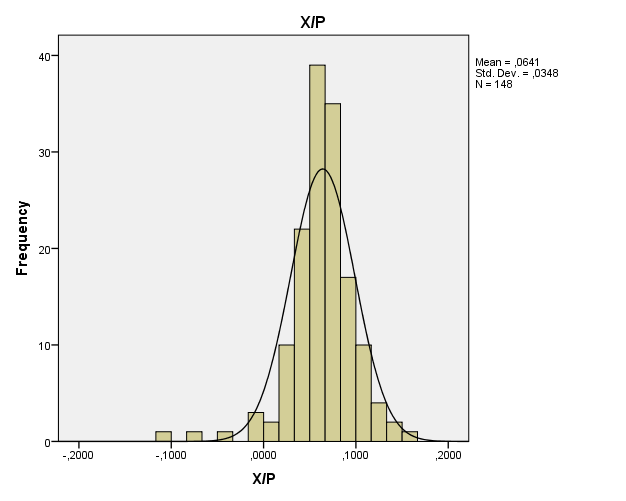 X/P
Mean = ,0641
Std. Dev. = ,0348
N = 148
Frequency
40
30
20
10
0
-,2000 -,1000 ,0000 ,1000 ,2000
X/P